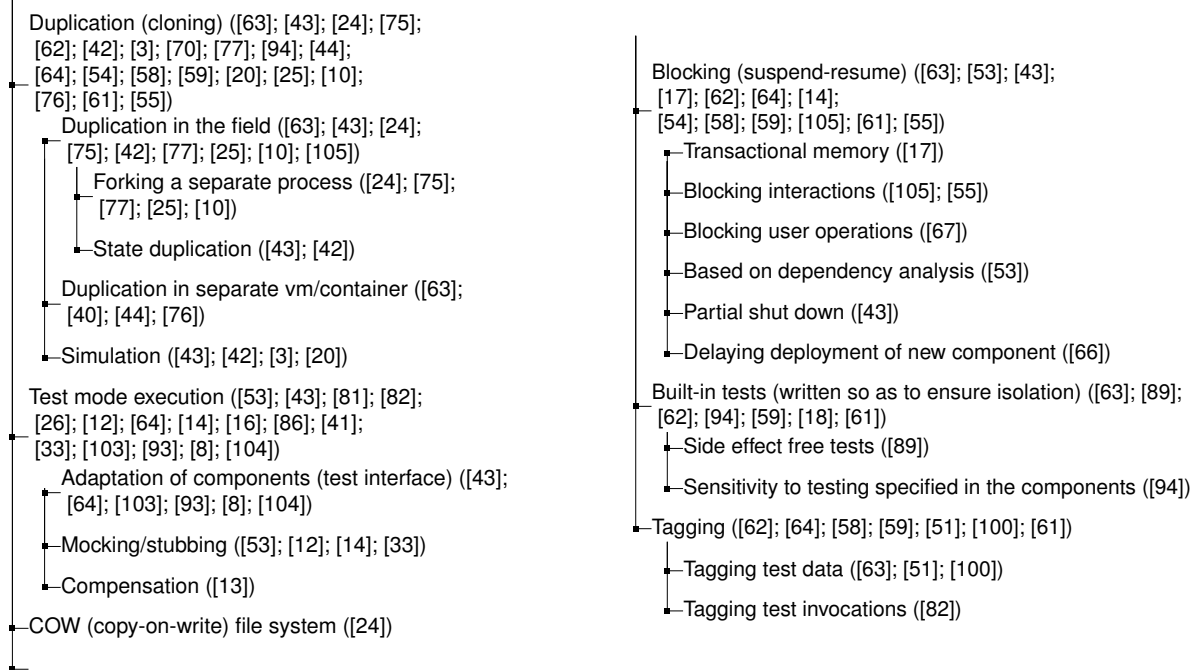 Duplication (cloning) ([63]; [43]; [24]; [75];
[62]; [42]; [3]; [70]; [77]; [94]; [44];
[64]; [54]; [58]; [59]; [20]; [25]; [10];
[76]; [61]; [55])
Duplication in the field ([63]; [43]; [24];
[75]; [42]; [77]; [25]; [10]; [105])
Forking a separate process ([24]; [75];
[77]; [25]; [10])
State duplication ([43]; [42])
Duplication in separate vm/container ([63];
[40]; [44]; [76])
Simulation ([43]; [42]; [3]; [20])
Test mode execution ([53]; [43]; [81]; [82];
[26]; [12]; [64]; [14]; [16]; [86]; [41];
[33]; [103]; [93]; [8]; [104])
Adaptation of components (test interface) ([43];
[64]; [103]; [93]; [8]; [104])
Mocking/stubbing ([53]; [12]; [14]; [33])
Compensation ([13])
COW (copy-on-write) file system ([24])
Blocking (suspend-resume) ([63]; [53]; [43];
[17]; [62]; [64]; [14];
[54]; [58]; [59]; [105]; [61]; [55])
Transactional memory ([17])
Blocking interactions ([105]; [55])
Blocking user operations ([67])
Based on dependency analysis ([53])
Partial shut down ([43])
Delaying deployment of new component ([66])
Built-in tests (written so as to ensure isolation) ([63]; [89];
[62]; [94]; [59]; [18]; [61])
Side effect free tests ([89])
Sensitivity to testing specified in the components ([94])
Tagging ([62]; [64]; [58]; [59]; [51]; [100]; [61])
Tagging test data ([63]; [51]; [100])
Tagging test invocations ([82])